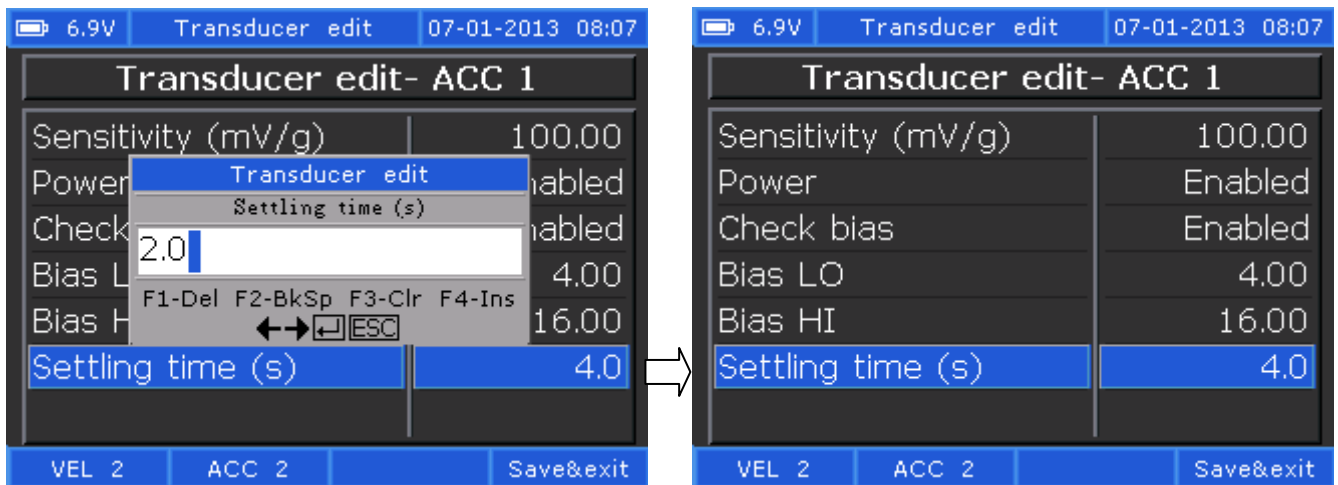 6.9V Transducer edit 07-01-2013 08:07
Transducer edit- ACC 1
Sensitivity (mV/g) 100.00
Power nabled
Transducer edit
Settling time (s)
Check nabled
2.0
Bias L 4.00
F1-Del F2-BkSp F3-Clr F4-Ins
Bias H 16.00
ESC
Settling time (s) 4.0
VEL 2 ACC 2 Save&exit
6.9V Transducer edit 07-01-2013 08:07
Transducer edit- ACC 1
Sensitivity (mV/g) 100.00
Power Enabled
Check bias Enabled
Bias LO 4.00
Bias HI 16.00
Settling time (s) 4.0
VEL 2 ACC 2 Save&exit